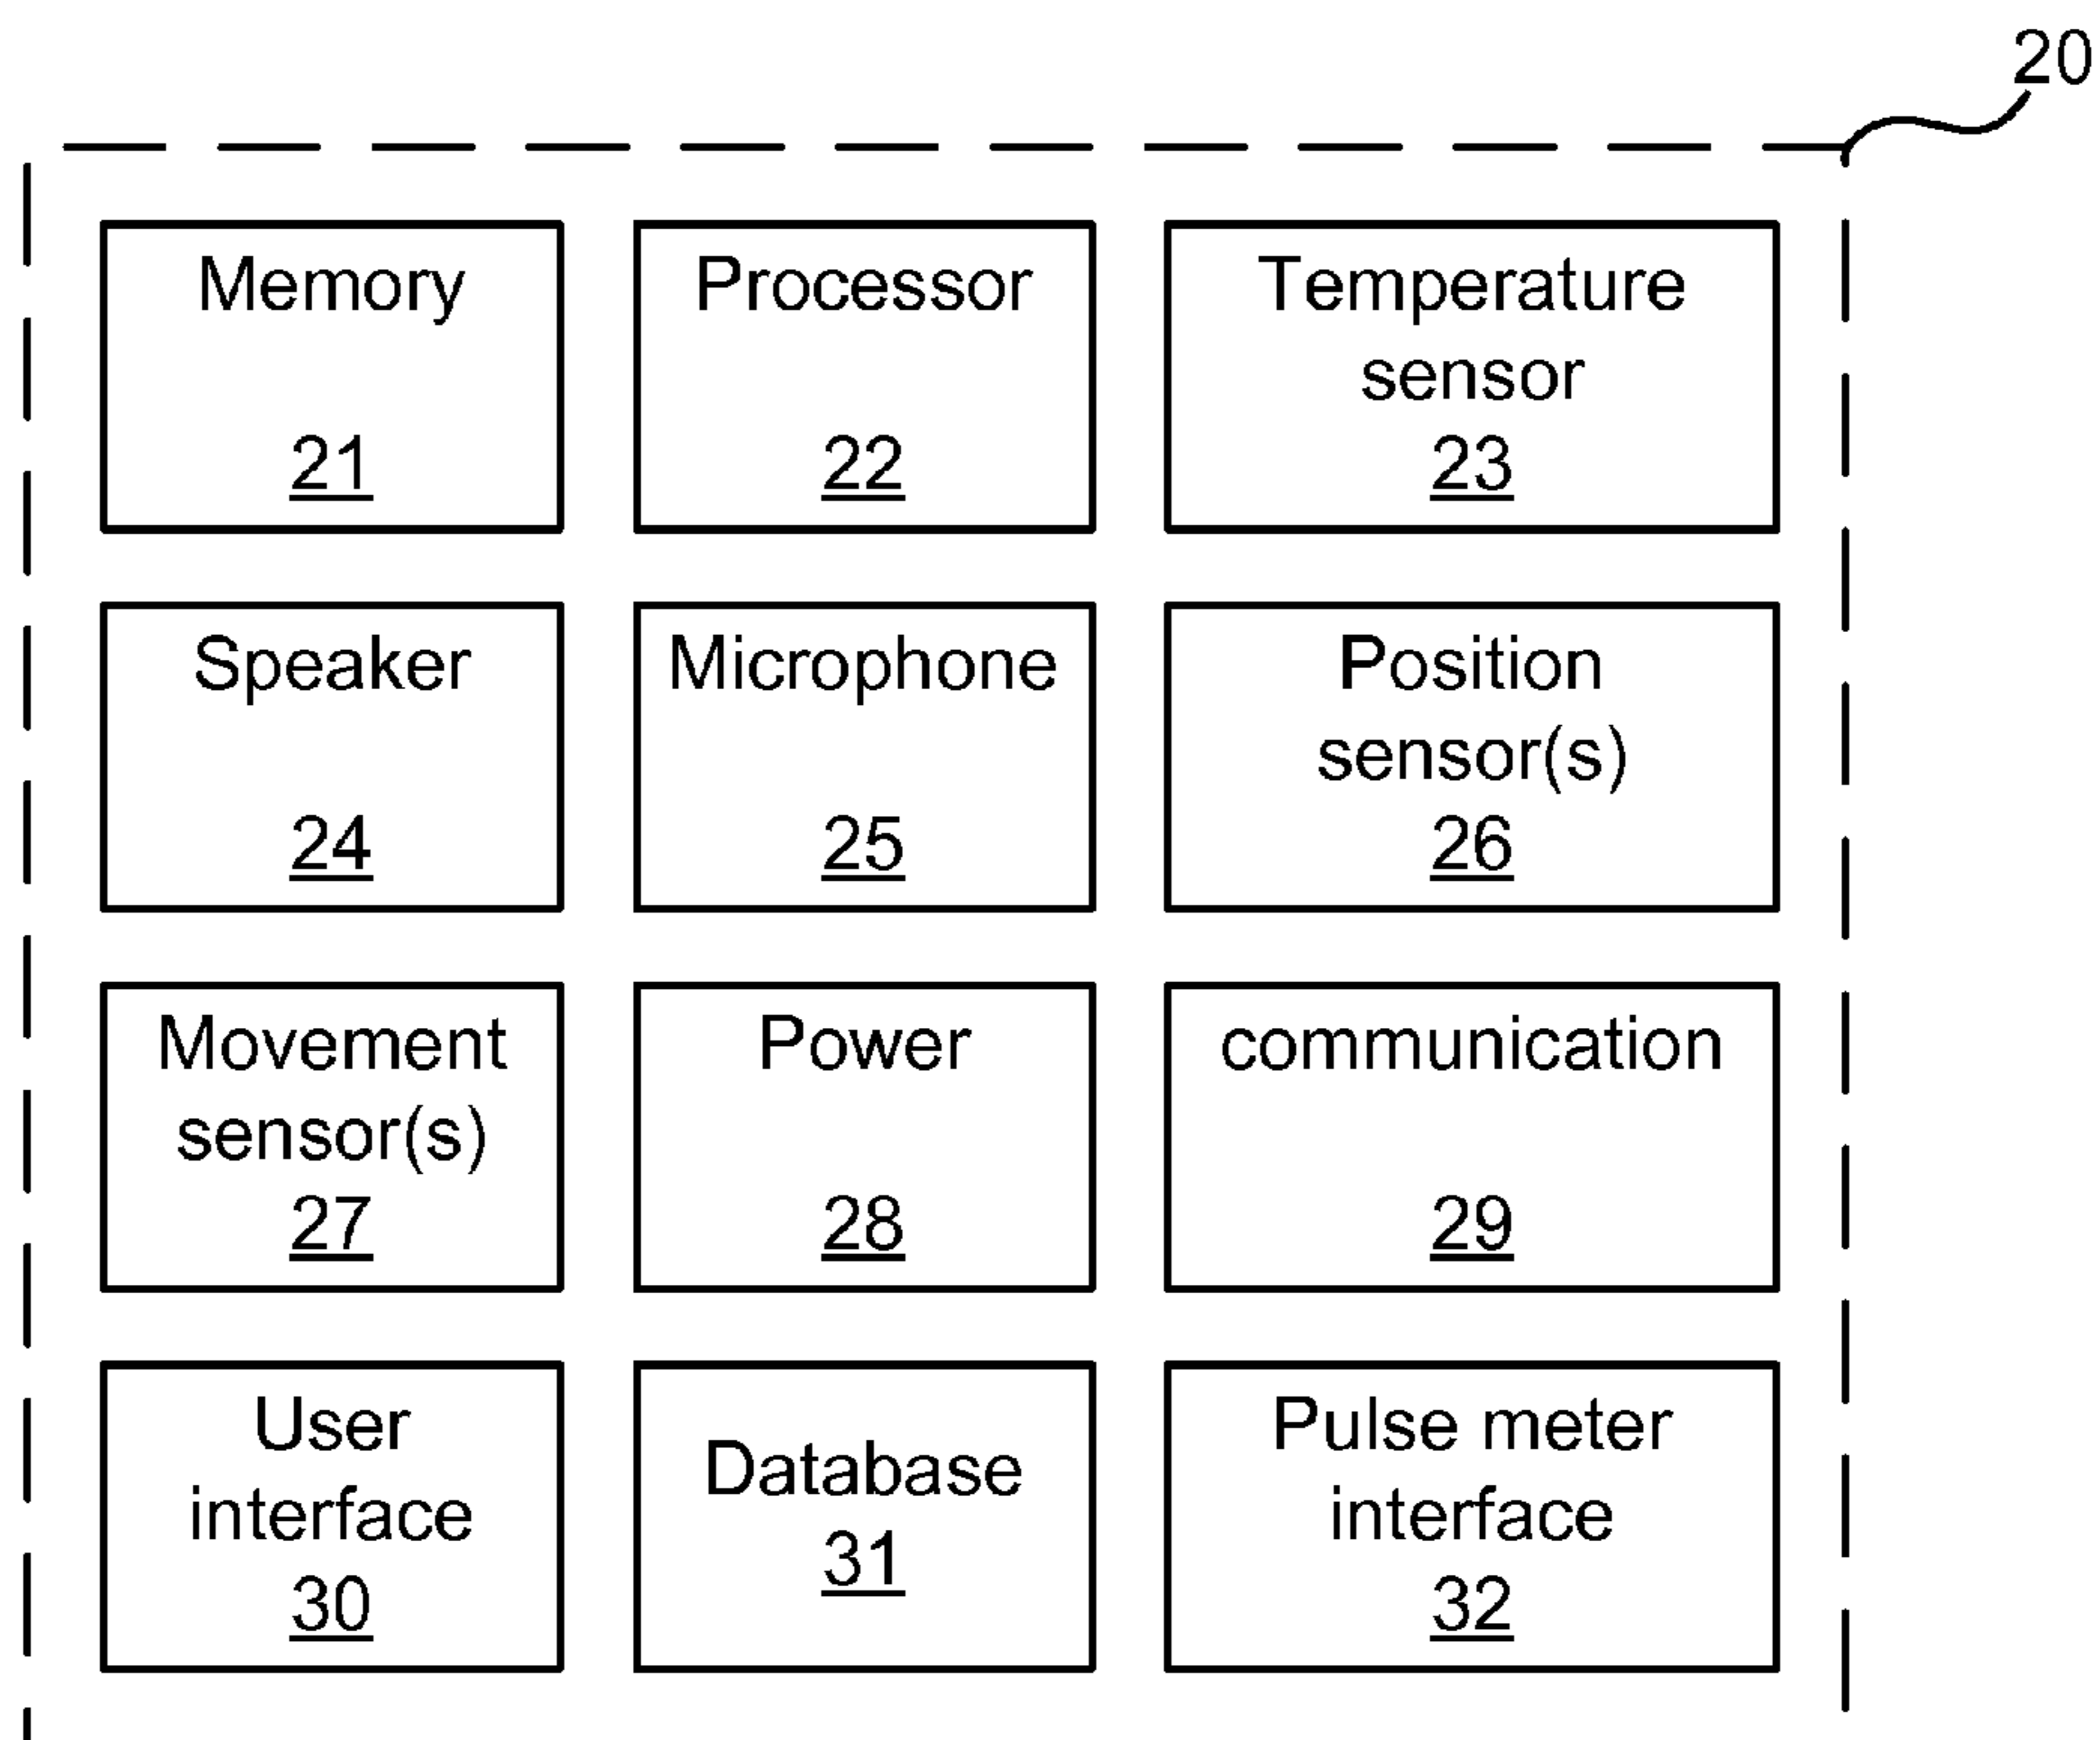 20
Memory
21
Processor
22
Temperature
sensor
23
Speaker
24
Microphone
25
Position
sensor(s)
26
Movement
sensor(s)
27
Power
28
communication
29
User
interface
30
Database
31
Pulse meter
interface
32